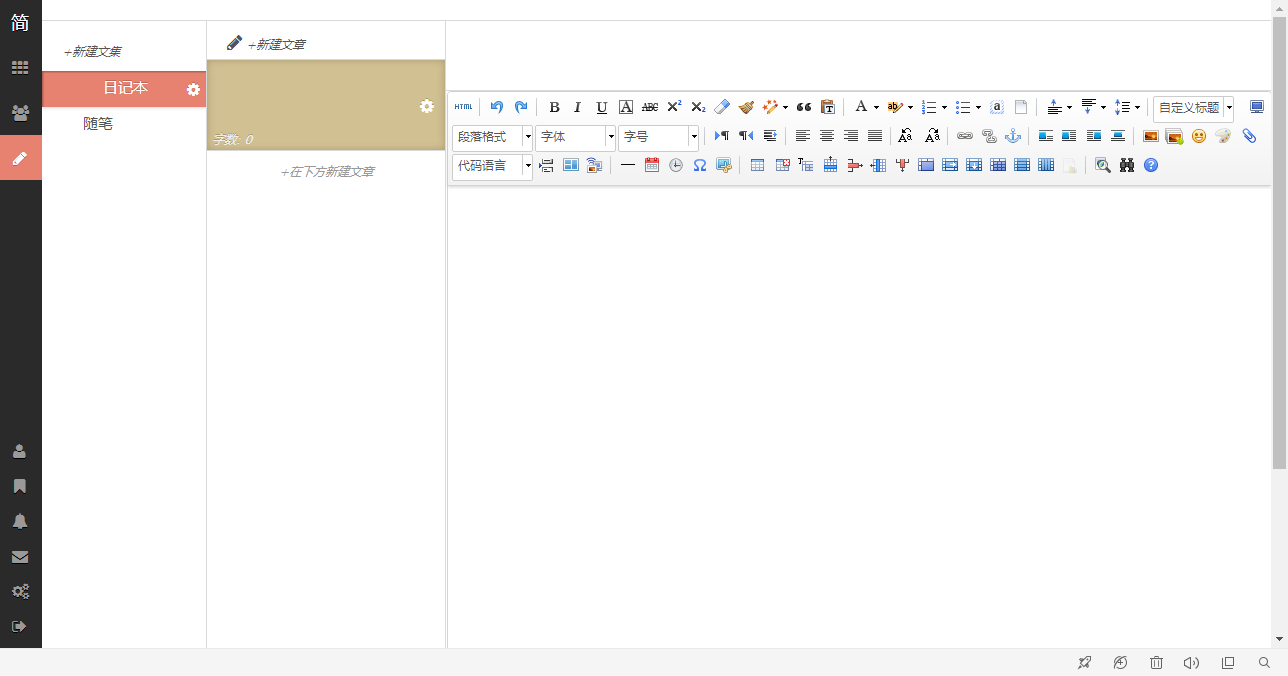 简
+新建文集
日记本
随笔
+新建文章
字数: 0
+在下方新建文章
HTML
B I U A ABC X² X₂
A
自定义标题
段落格式
字体
字号
代码语言